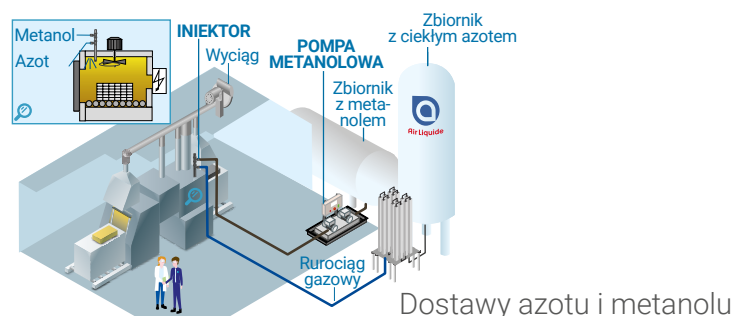 Metanol
Azot
INIEKTOR
Wyciąg
POMPA
METANOLOWA
Zbiornik
z meta-
nolem
Zbiornik
z ciekłym azotem
Air Liquide
Rurociąg
gazowy
Dostawy azotu i metanolu